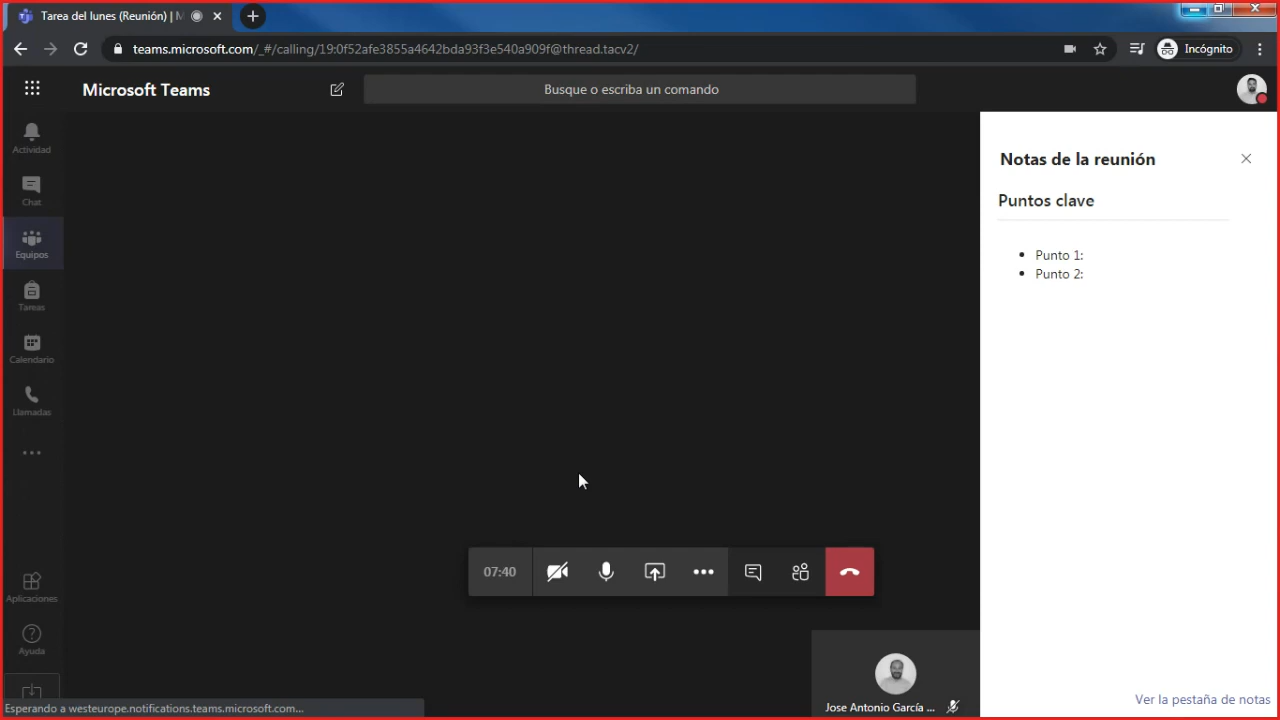 Tarea del lunes (Reunión) | M
teams.microsoft.com/_#/calling/19:0f52afe3855a4642bda93f3e540a909f@thread.tacv2/
Incógnito
Microsoft Teams
Busque o escriba un comando
Actividad
Chat
Equipos
Tareas
Calendario
Llamadas
Aplicaciones
Ayuda
Notas de la reunión
Puntos clave
Punto 1:
Punto 2:
07:40
Jose Antonio García ...
Ver la pestaña de notas
Esperando a westeurope.notifications.teams.microsoft.com...